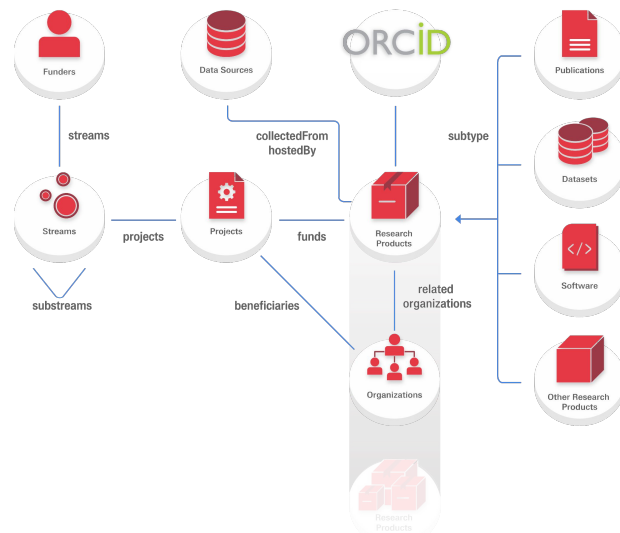 ORCiD
Funders
Data Sources
Publications
streams
collectedFrom
hostedBy
subtype
Datasets
Streams
projects
Projects
funds
Research
Products
Software
substreams
beneficiaries
related
organizations
Organizations
Other Research
Products
Research
Products